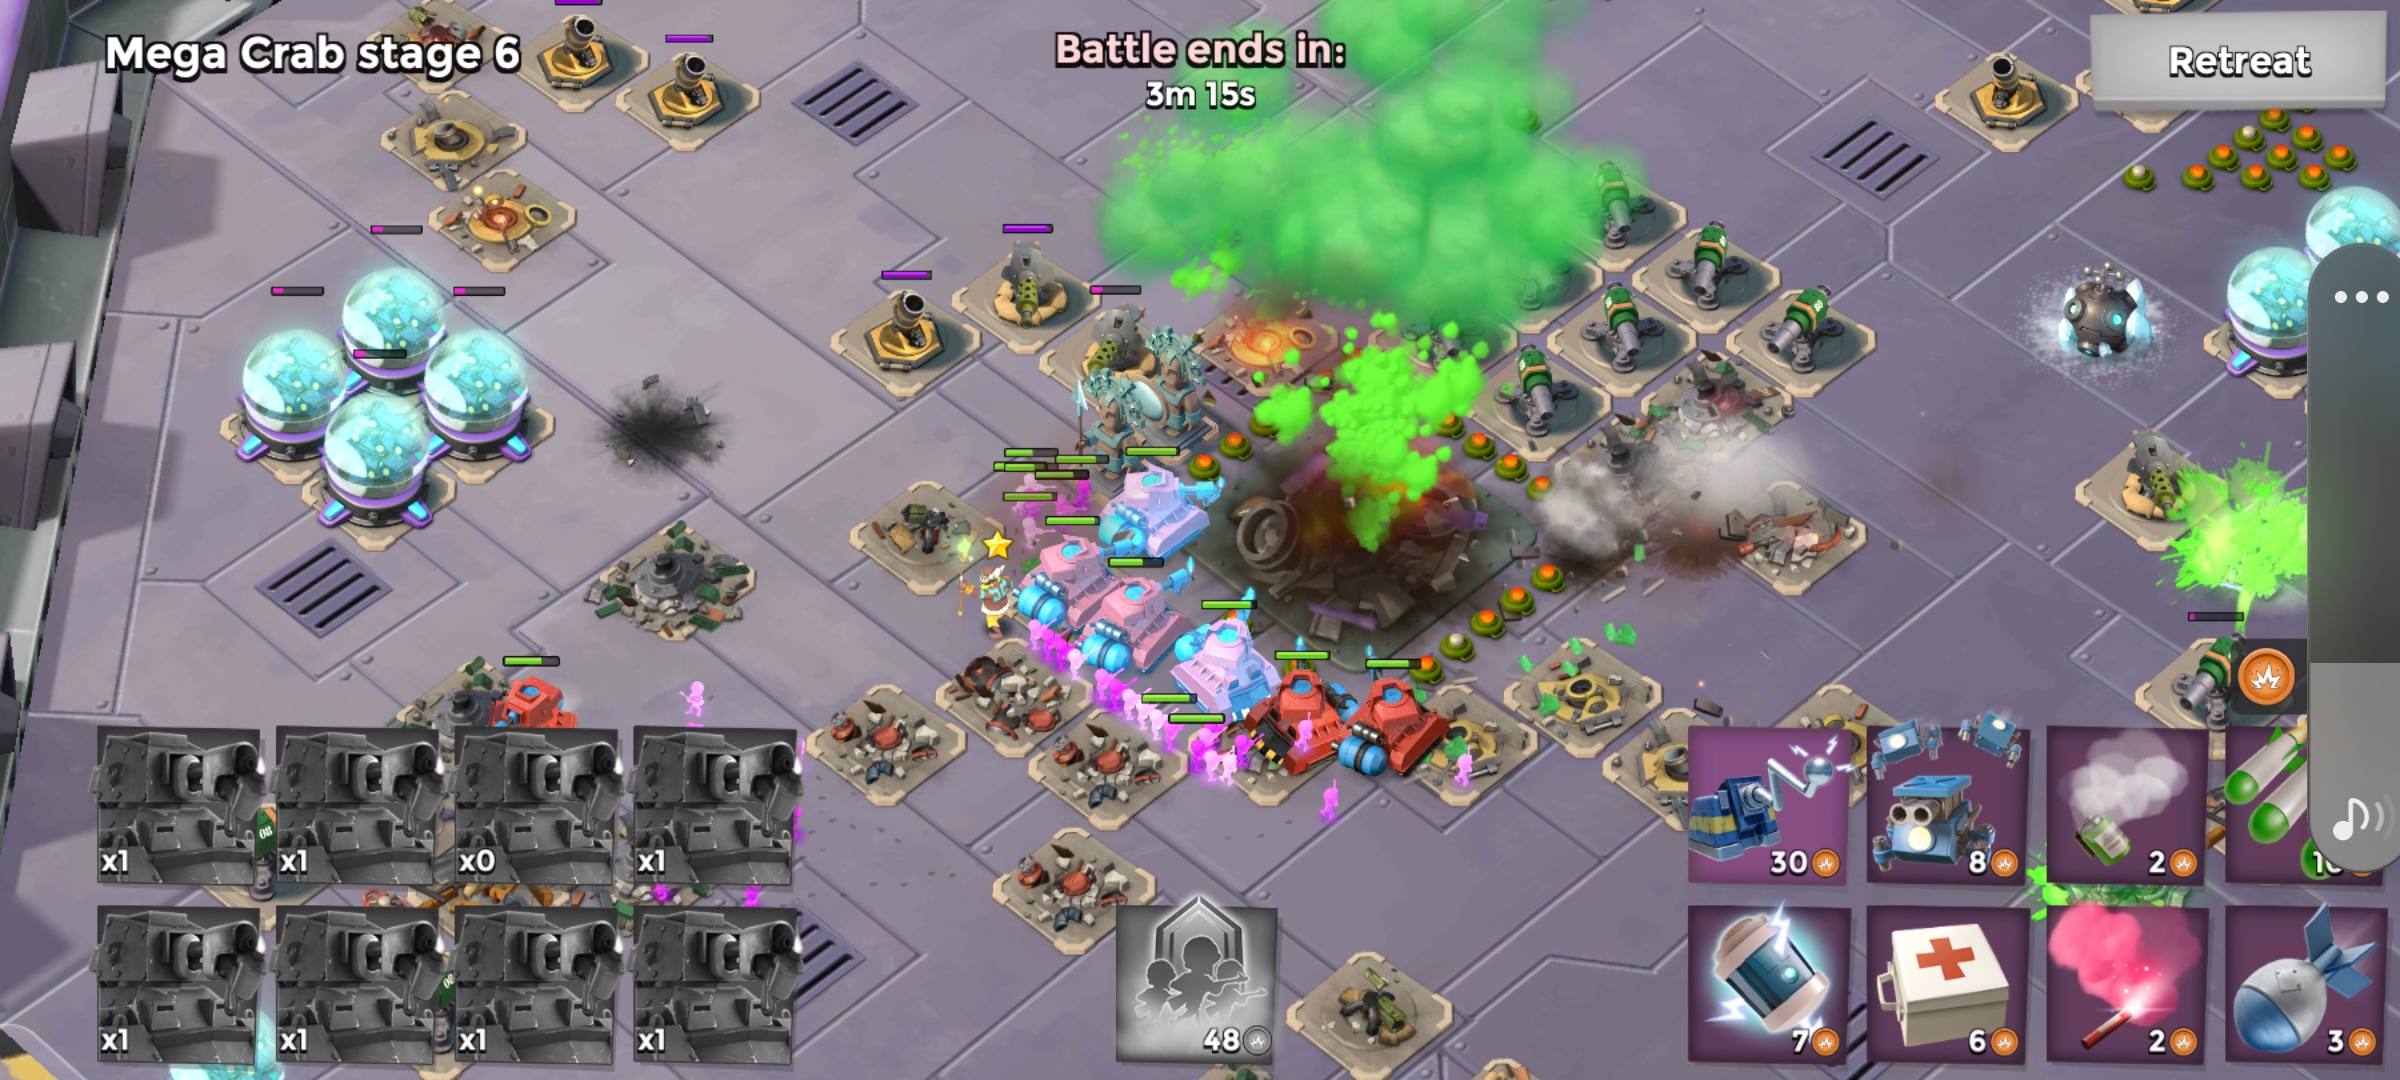 Mega Crab stage 6
Battle ends in:
3m 15s
Retreat
x1
x1
x0
x1
30
8
2
x1
x1
x1
x1
48
7
6
2
3